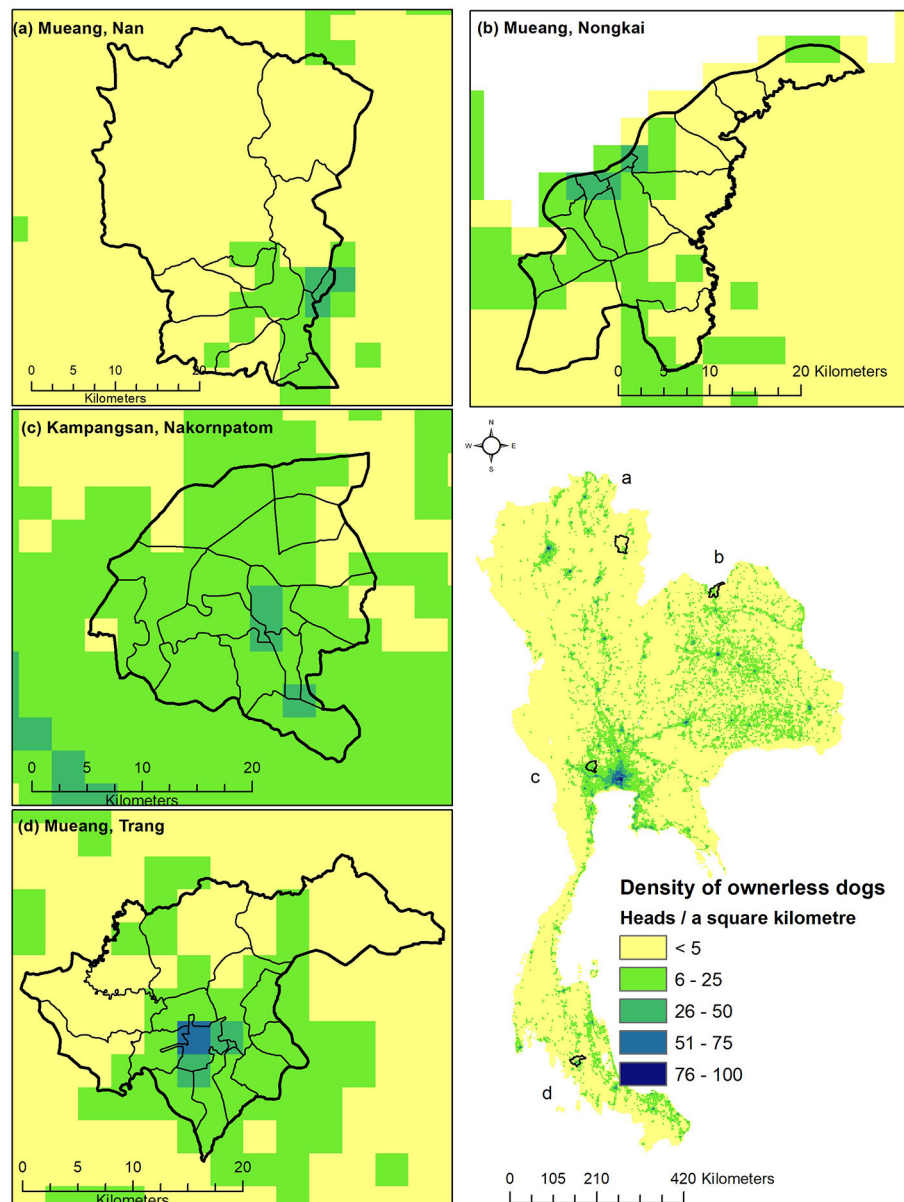 (a) Mueang, Nan
0 5 10 20
Kilometers
(b) Mueang, Nongkai
0 5 10 20 Kilometers
(c) Kampangsan, Nakornpatom
0 5 10 20
Kilometers
(d) Mueang, Trang
0 5 10 20
Kilometers
N
W E
S
a
b
c
d
Density of ownerless dogs
Heads / a square kilometre
< 5
6 - 25
26 - 50
51 - 75
76 - 100
0 105 210 420 Kilometers